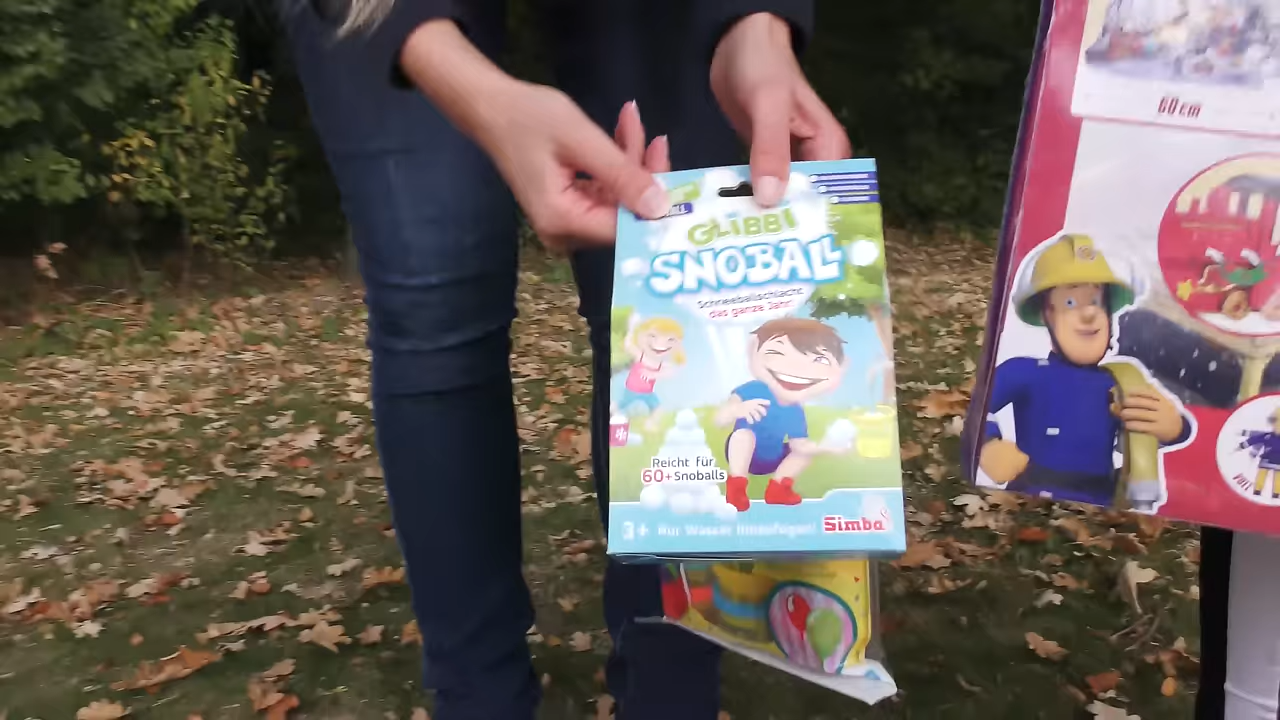 GLIBBI
SNOBALL
Schneeballschlacht
das ganze Jahr!
Reicht für
60+ Snoballs
3+ Nur Wasser hinzufügen!
Simba
60 cm